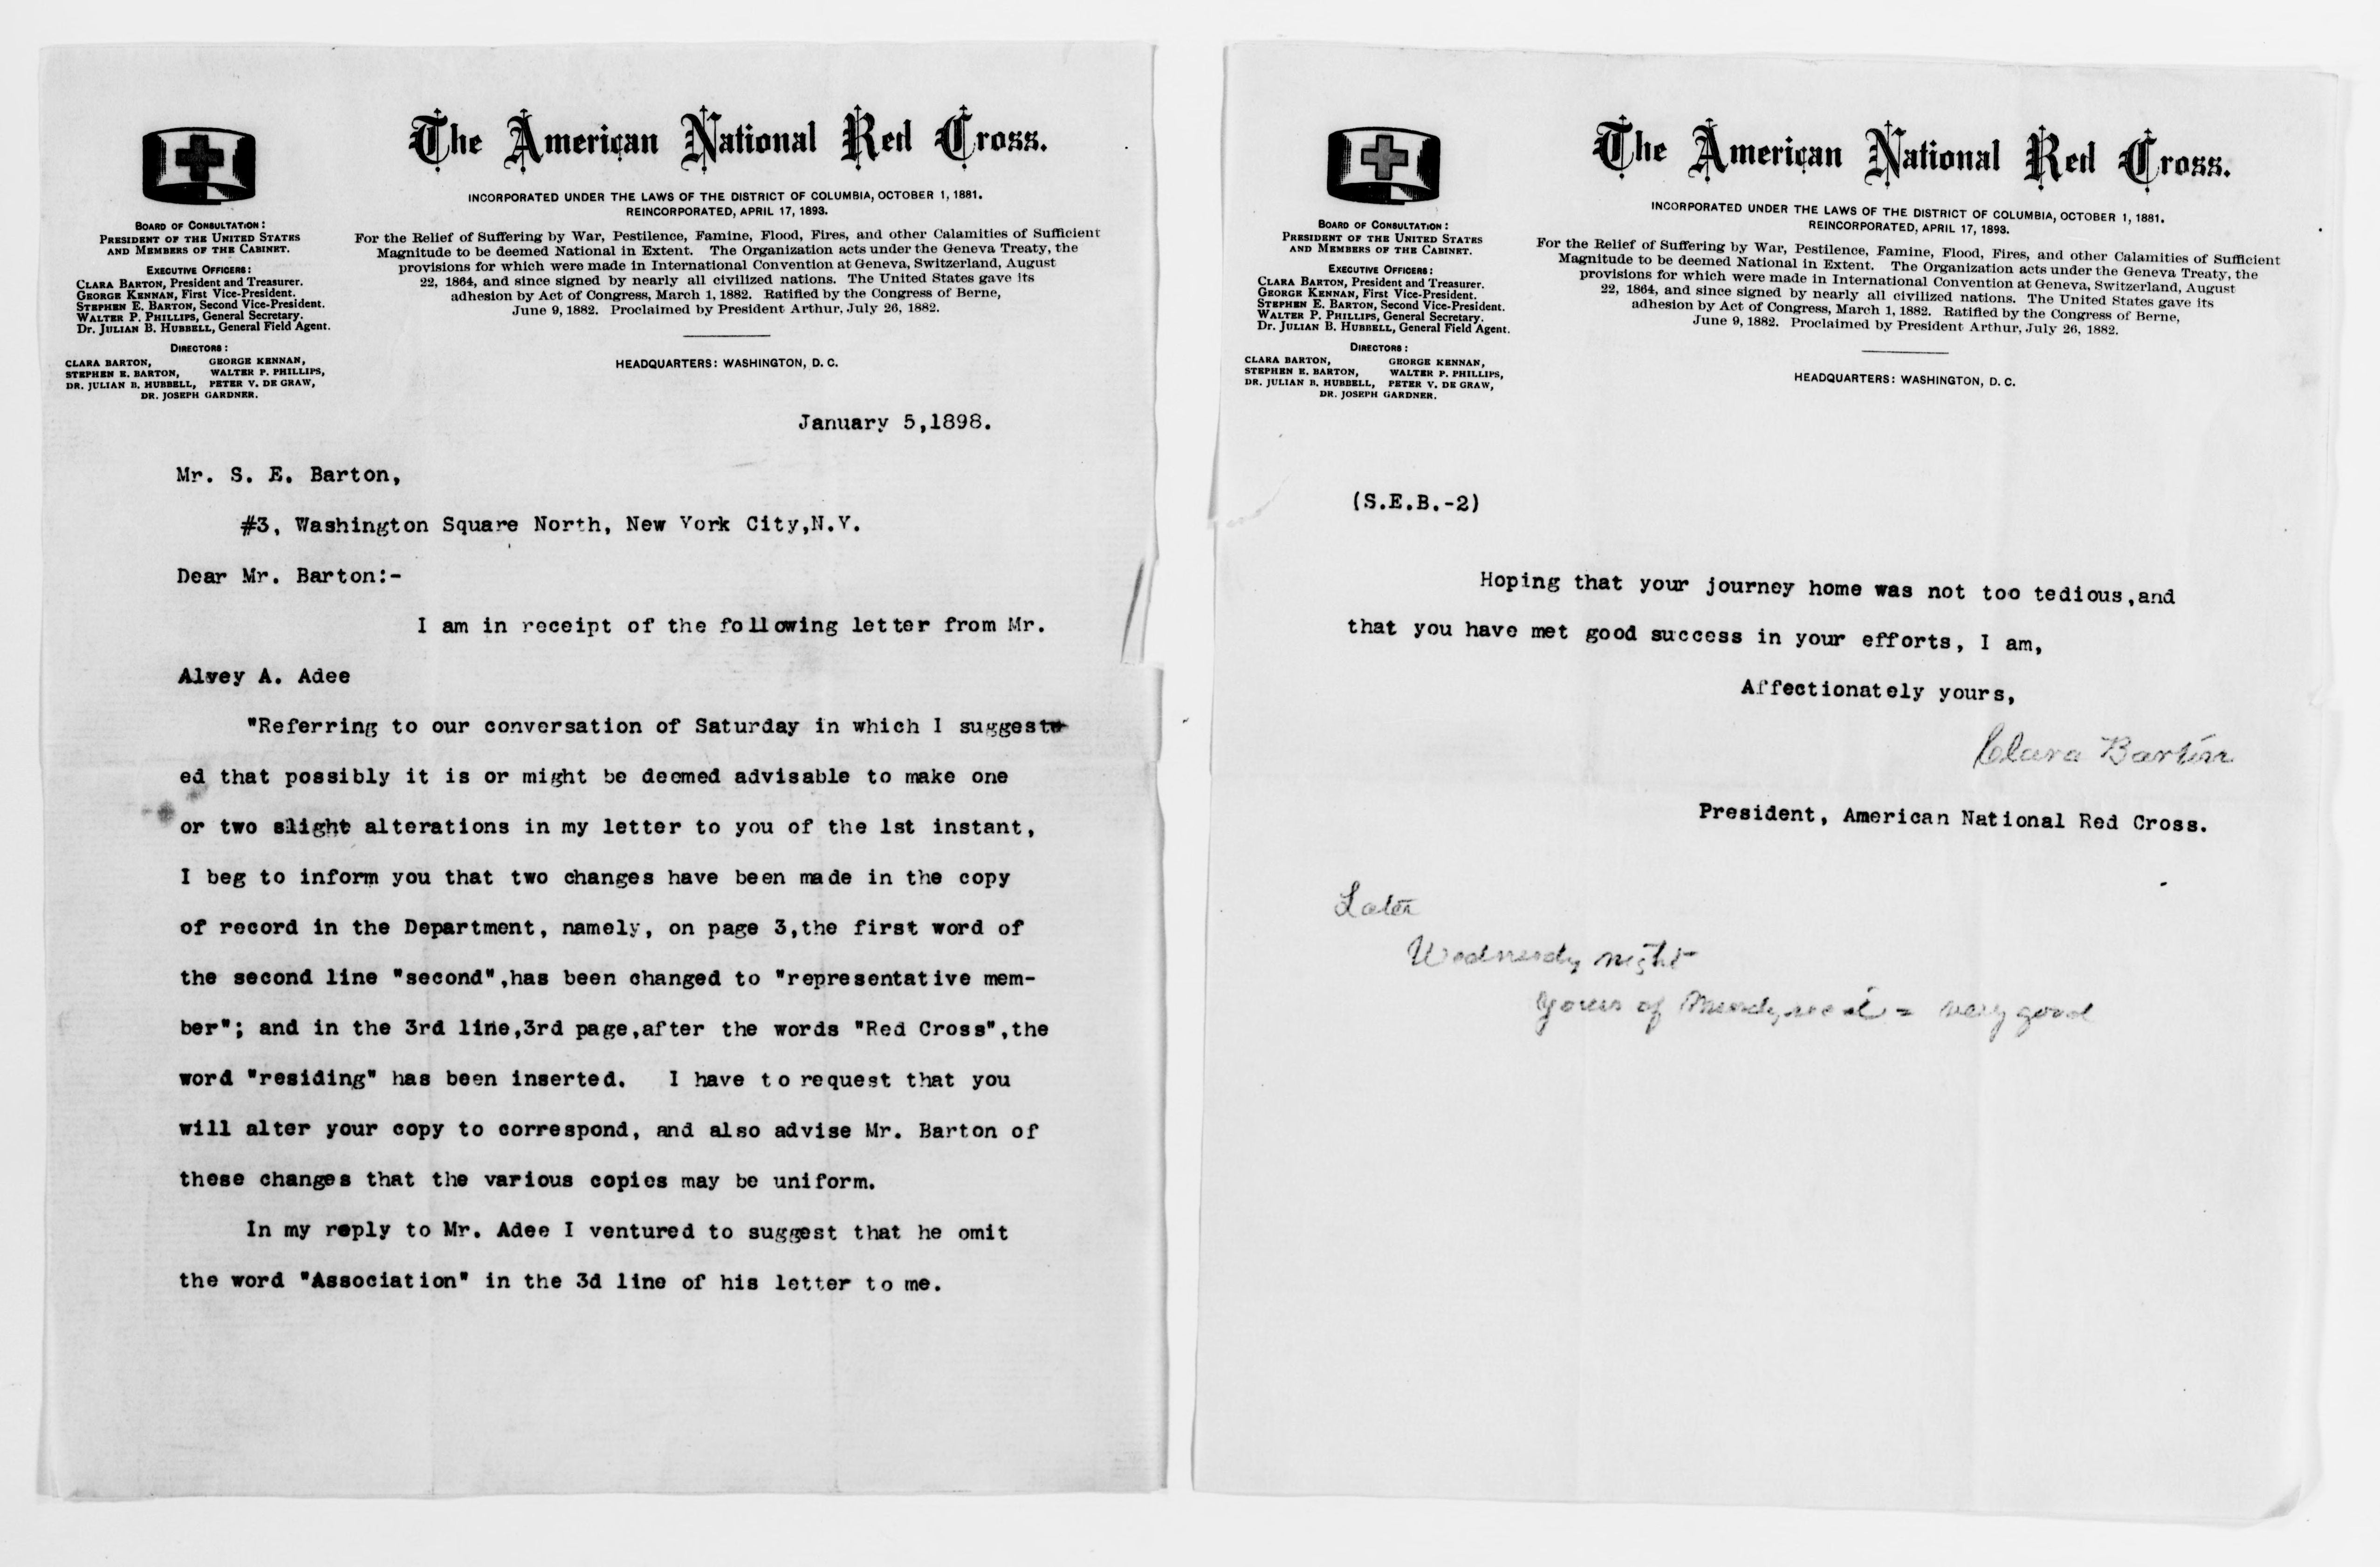 The American National Red Cross.
INCORPORATED UNDER THE LAWS OF THE DISTRICT OF COLUMBIA, OCTOBER 1, 1881.
REINCORPORATED, APRIL 17, 1893.
For the Relief of Suffering by War, Pestilence, Famine, Flood, Fires, and other Calamities of Sufficient
Magnitude to be deemed National in Extent. The Organization acts under the Geneva Treaty, the
provisions for which were made in International Convention at Geneva, Switzerland, August
22, 1864, and since signed by nearly all civilized nations. The United States gave its
adhesion by Act of Congress, March 1, 1882. Ratified by the Congress of Berne,
June 9, 1882. Proclaimed by President Arthur, July 26, 1882.
HEADQUARTERS: WASHINGTON, D. C.
BOARD OF CONSULTATION:
PRESIDENT OF THE UNITED STATES
AND MEMBERS OF THE CABINET.
EXECUTIVE OFFICERS:
CLARA BARTON, President and Treasurer.
GEORGE KENNAN, First Vice-President.
STEPHEN E. BARTON, Second Vice-President.
WALTER P. PHILLIPS, General Secretary.
Dr. JULIAN B. HUBBELL, General Field Agent.
DIRECTORS:
CLARA BARTON, GEORGE KENNAN,
STEPHEN E. BARTON, WALTER P. PHILLIPS,
DR. JULIAN B. HUBBELL, PETER V. DE GRAW,
DR. JOSEPH GARDNER.
January 5,1898.
Mr. S. E. Barton,
#3, Washington Square North, New York City,N.Y.
Dear Mr. Barton:-
I am in receipt of the following letter from Mr.
Alvey A. Adee
"Referring to our conversation of Saturday in which I suggest
ed that possibly it is or might be deemed advisable to make one
or two slight alterations in my letter to you of the 1st instant,
I beg to inform you that two changes have been made in the copy
of record in the Department, namely, on page 3,the first word of
the second line "second",has been changed to "representative mem-
ber"; and in the 3rd line,3rd page,after the words "Red Cross",the
word "residing" has been inserted. I have to request that you
will alter your copy to correspond, and also advise Mr. Barton of
these changes that the various copies may be uniform.
In my reply to Mr. Adee I ventured to suggest that he omit
the word "Association" in the 3d line of his letter to me.
The American National Red Cross.
INCORPORATED UNDER THE LAWS OF THE DISTRICT OF COLUMBIA, OCTOBER 1, 1881.
REINCORPORATED, APRIL 17, 1893.
For the Relief of Suffering by War, Pestilence, Famine, Flood, Fires, and other Calamities of Sufficient
Magnitude to be deemed National in Extent. The Organization acts under the Geneva Treaty, the
provisions for which were made in International Convention at Geneva, Switzerland, August
22, 1864, and since signed by nearly all civilized nations. The United States gave its
adhesion by Act of Congress, March 1, 1882. Ratified by the Congress of Berne,
June 9, 1882. Proclaimed by President Arthur, July 26, 1882.
HEADQUARTERS: WASHINGTON, D. C.
BOARD OF CONSULTATION:
PRESIDENT OF THE UNITED STATES
AND MEMBERS OF THE CABINET.
EXECUTIVE OFFICERS:
CLARA BARTON, President and Treasurer.
GEORGE KENNAN, First Vice-President.
STEPHEN E. BARTON, Second Vice-President.
WALTER P. PHILLIPS, General Secretary.
Dr. JULIAN B. HUBBELL, General Field Agent.
DIRECTORS:
CLARA BARTON, GEORGE KENNAN,
STEPHEN E. BARTON, WALTER P. PHILLIPS,
DR. JULIAN B. HUBBELL, PETER V. DE GRAW,
DR. JOSEPH GARDNER.
(S.E.B.-2)
Hoping that your journey home was not too tedious,and
that you have met good success in your efforts, I am,
Affectionately yours,
Clara Barton
President, American National Red Cross.
Later
Wednesdy night
yours of = very good